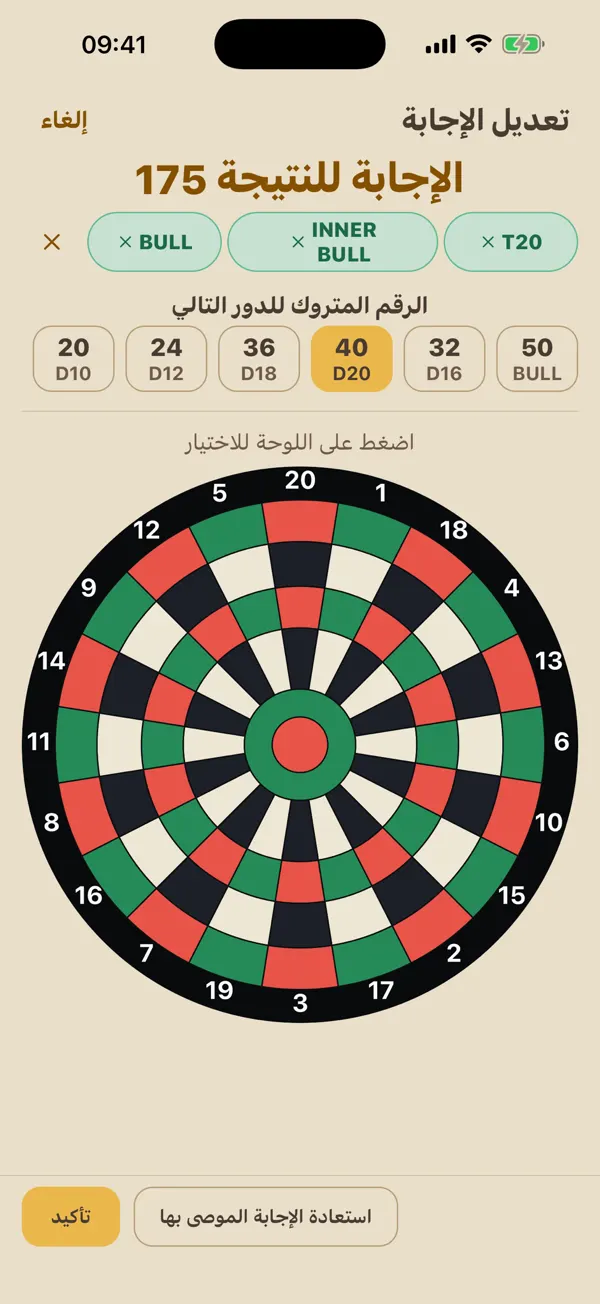 09:41
تعديل الإجابة
إلغاء
الإجابة للنتيجة 175
T20 ×
INNER BULL ×
BULL ×
×
الرقم المتروك للدور التالي
50 32 40 36 24 20
BULL D16 D20 D18 D12 D10
اضغط على اللوحة للاختيار
20
5 1
12 18
9 4
14 13
11 6
8 10
16 15
7 2
19 17
3
استعادة الإجابة الموصى بها
تأكيد